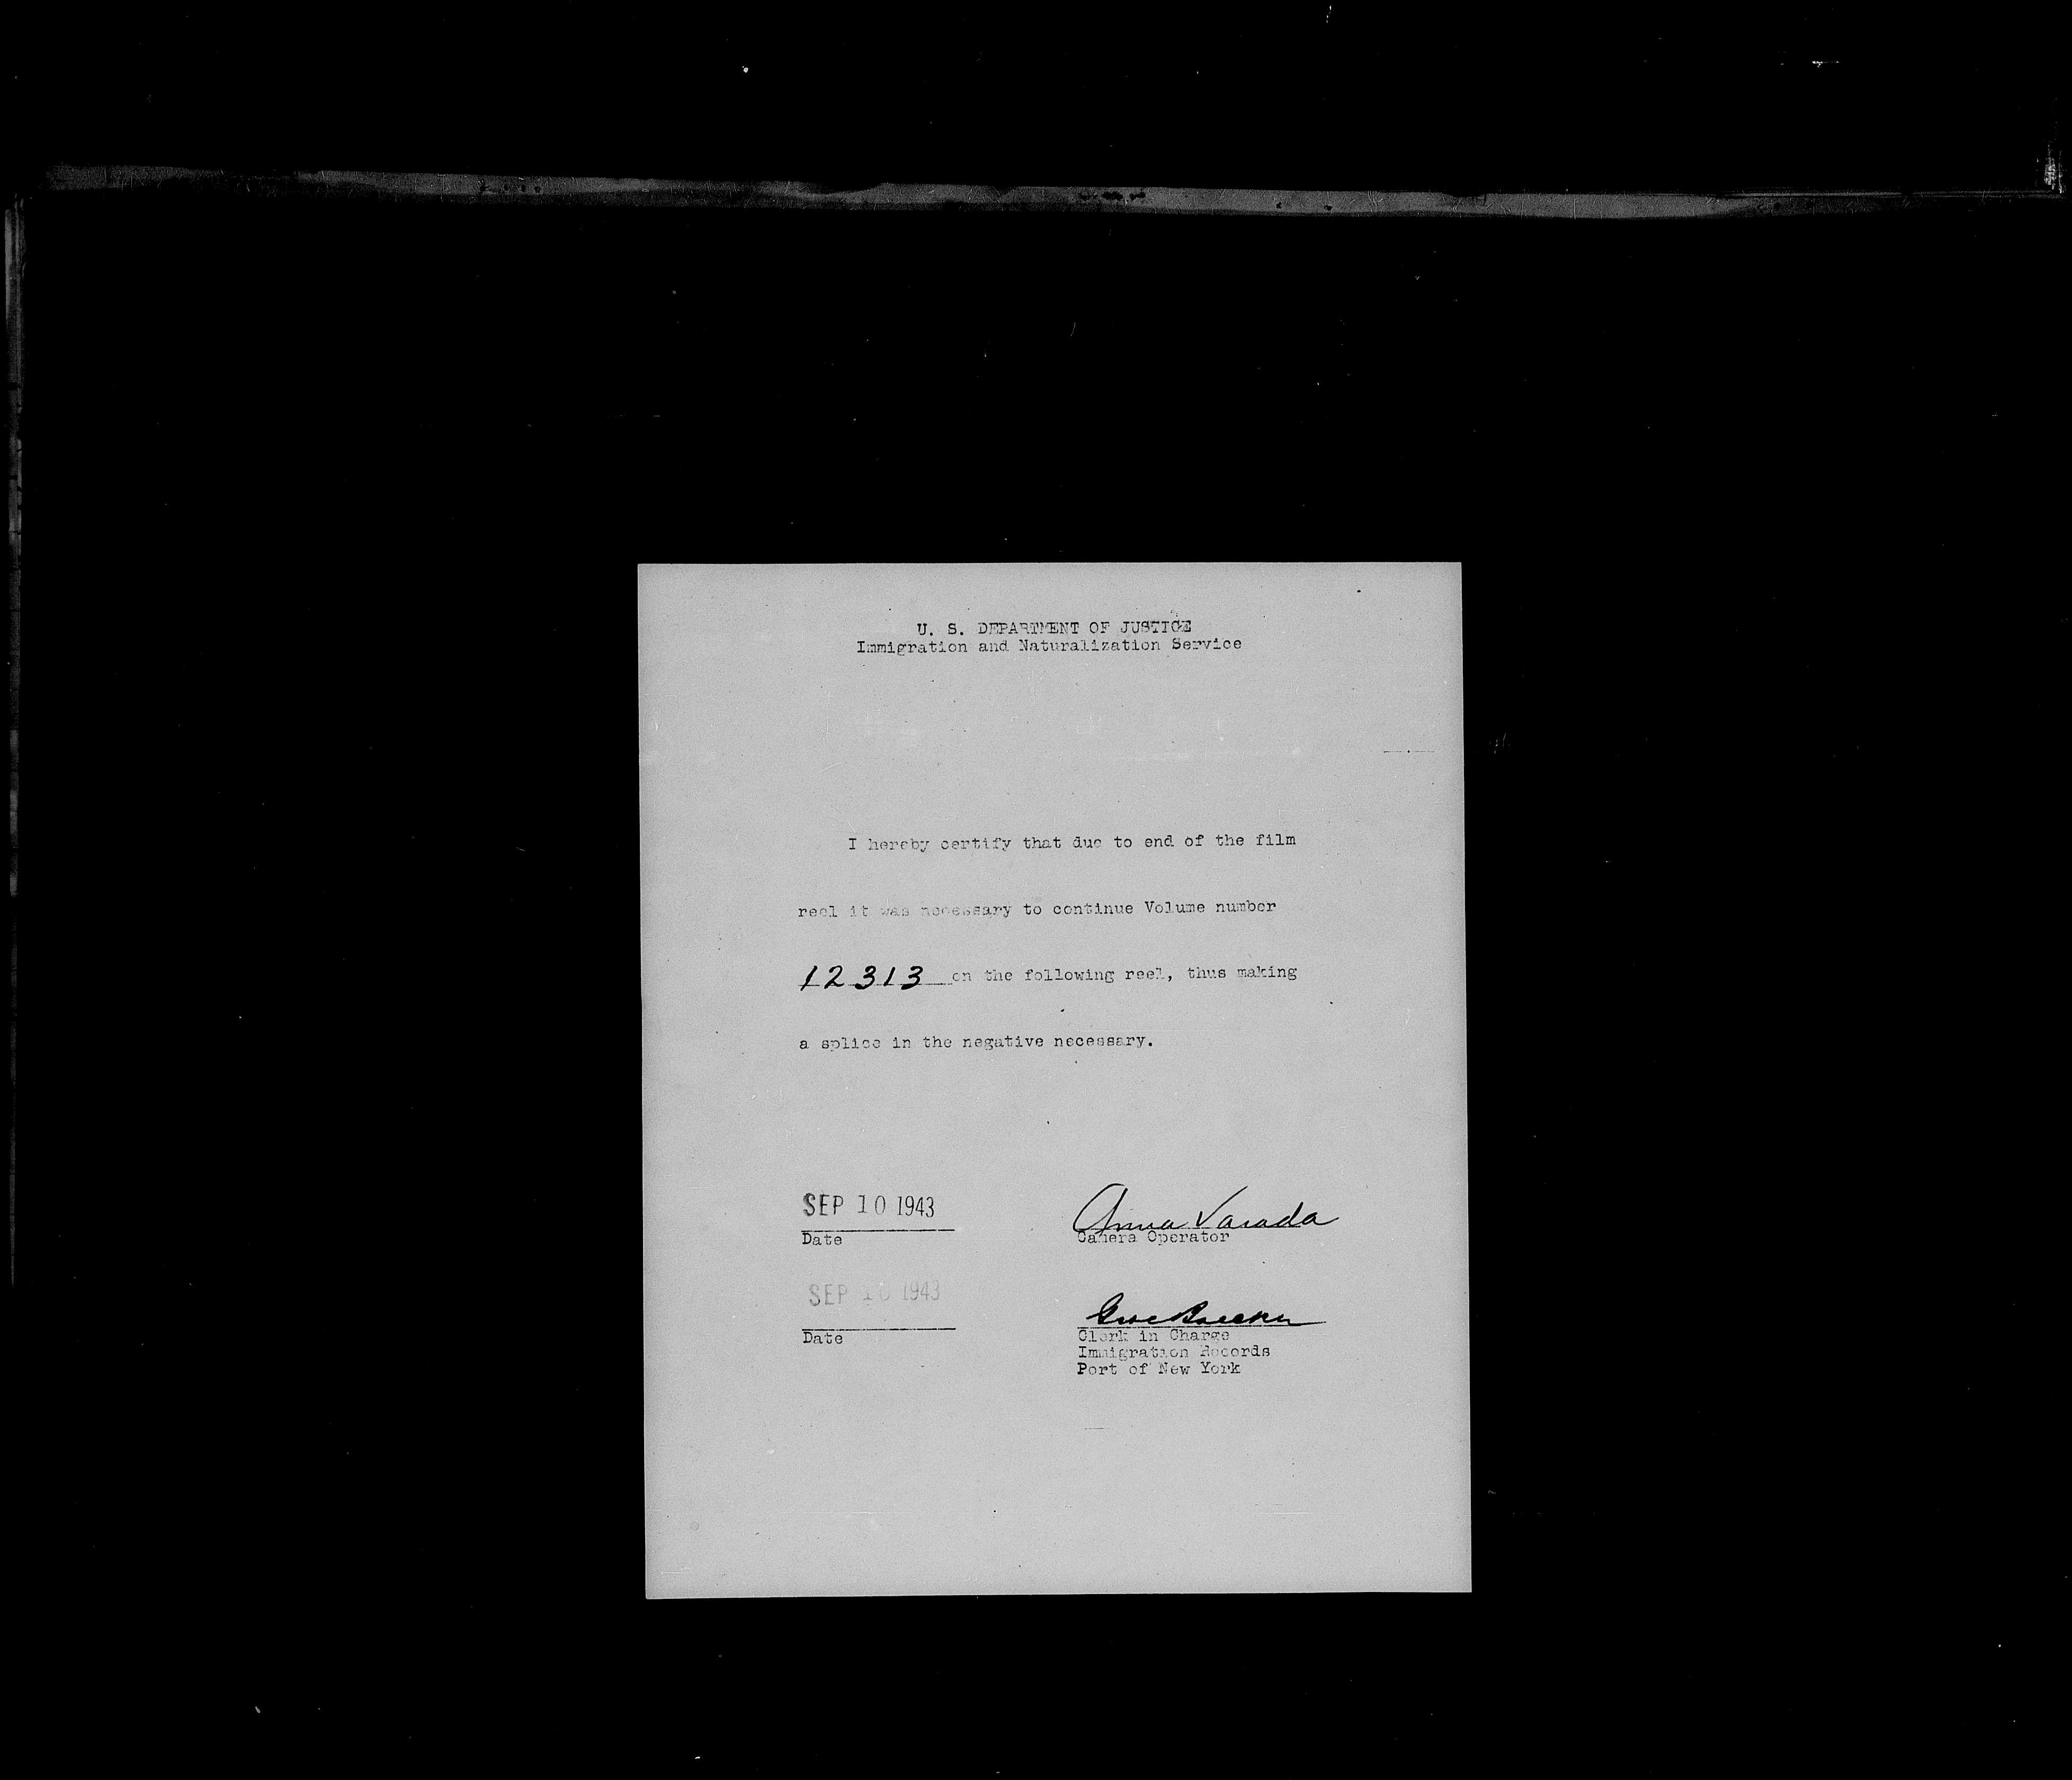 U. S. DEPARTMENT OF JUSTICE
Immigration and Naturalization Service
I hereby certify that due to end of the film
reel it was necessary to continue Volume number
12313 on the following reel, thus making
a splice in the negative necessary.
SEP 10 1943
Anna Varada
Date
Camera Operator
SEP 10 1943
Date
Clerk in Charge
Immigration Records
Port of New York